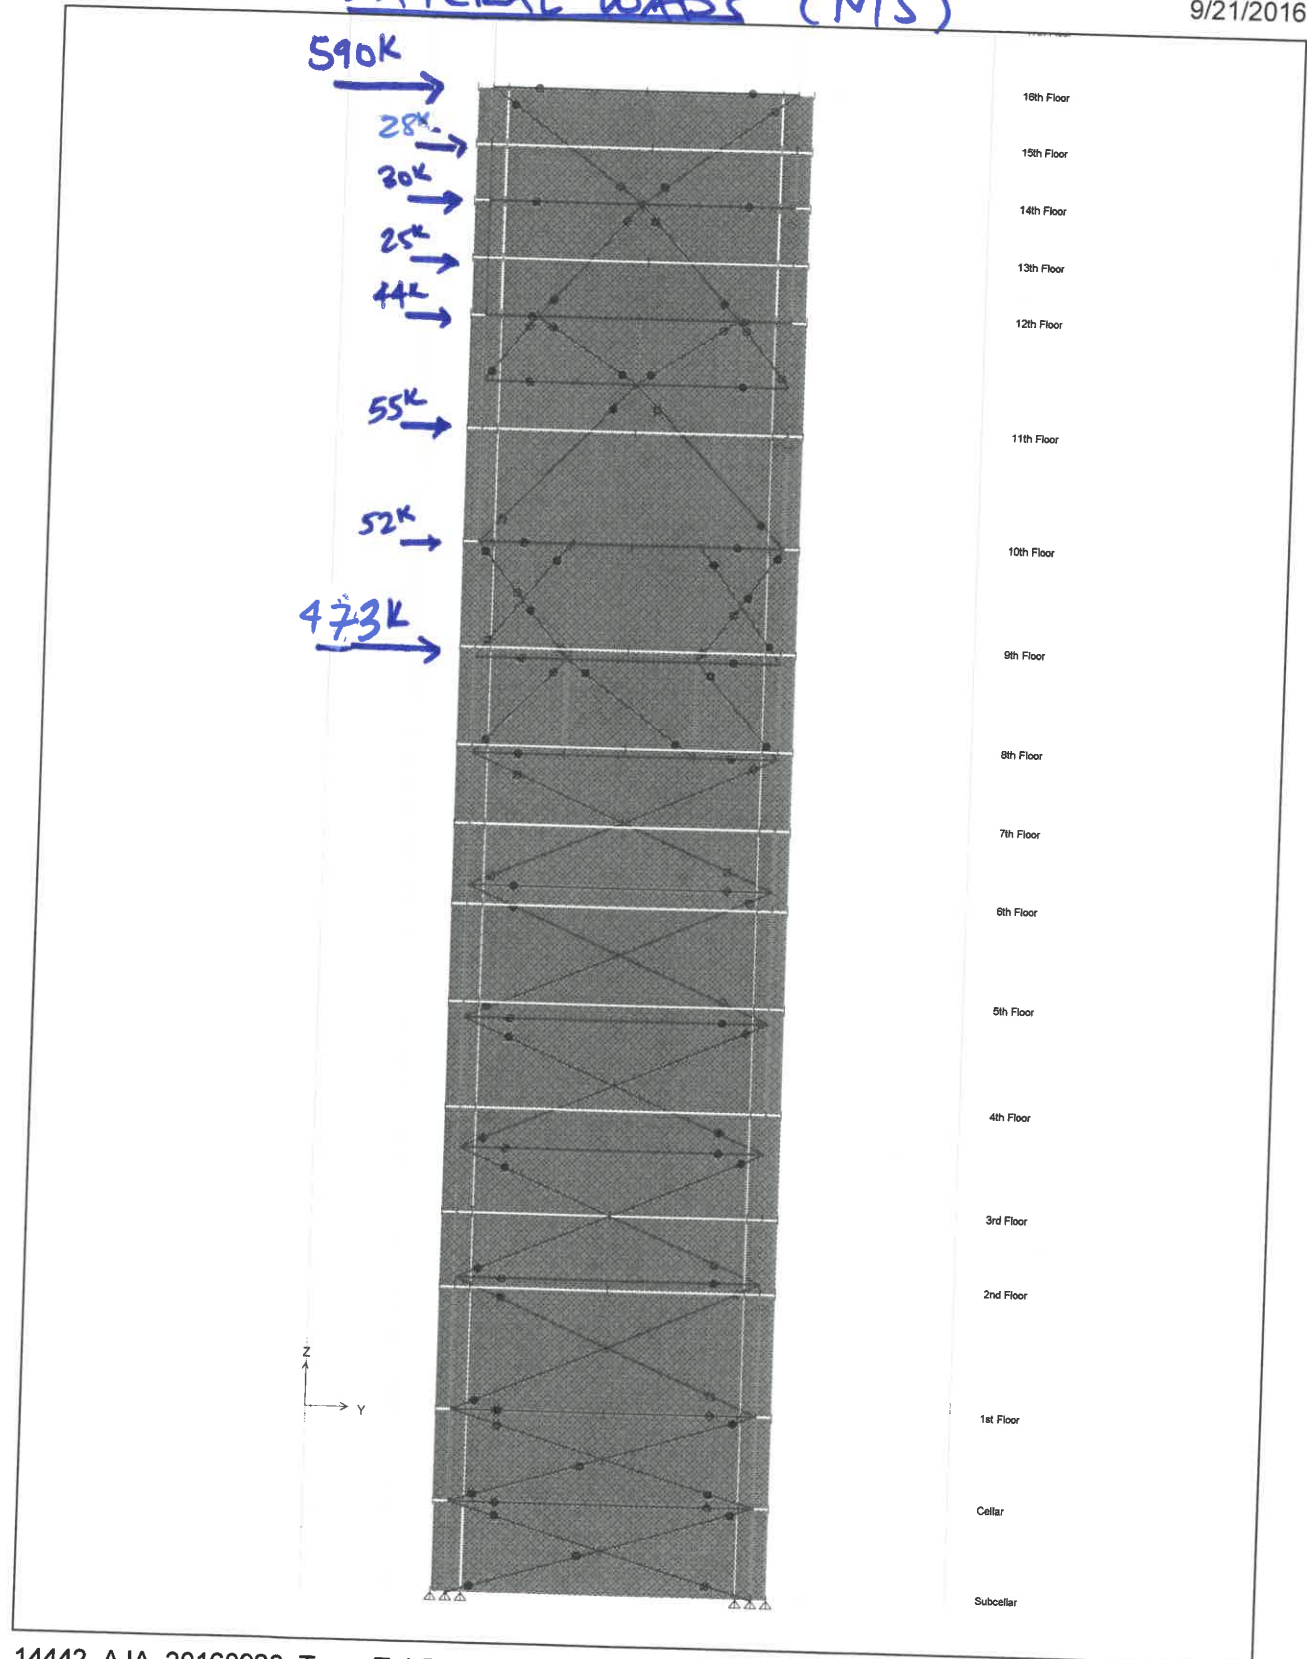 LATERAL LOADS (N/S)
9/21/2016
590K
16th Floor
28K
15th Floor
30K
14th Floor
25K
13th Floor
44K
12th Floor
55K
11th Floor
52K
10th Floor
473K
9th Floor
8th Floor
7th Floor
6th Floor
5th Floor
4th Floor
3rd Floor
2nd Floor
Z
Y
1st Floor
Cellar
Subcellar